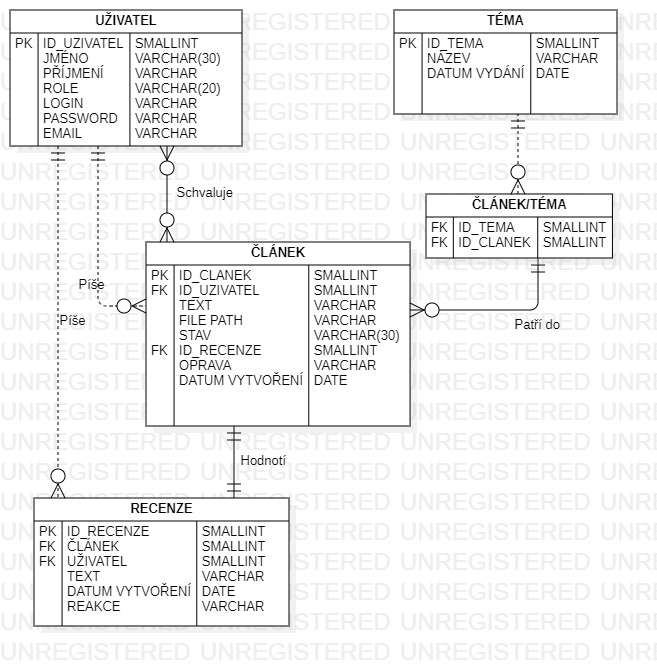 UŽIVATEL
PK ID_UZIVATEL SMALLINT
JMÉNO VARCHAR(30)
PŘÍJMENÍ VARCHAR
ROLE VARCHAR(20)
LOGIN VARCHAR
PASSWORD VARCHAR
EMAIL VARCHAR
TÉMA
PK ID_TEMA SMALLINT
NÁZEV VARCHAR
DATUM VYDÁNÍ DATE
Schvaluje
ČLÁNEK/TÉMA
FK ID_TEMA SMALLINT
FK ID_CLANEK SMALLINT
ČLÁNEK
PK ID_CLANEK SMALLINT
FK ID_UZIVATEL SMALLINT
TEXT VARCHAR
FILE PATH VARCHAR
STAV VARCHAR(30)
FK ID_RECENZE SMALLINT
OPRAVA VARCHAR
DATUM VYTVOŘENÍ DATE
Píše
Píše
Patří do
Hodnotí
RECENZE
PK ID_RECENZE SMALLINT
FK ČLÁNEK SMALLINT
FK UŽIVATEL SMALLINT
TEXT VARCHAR
DATUM VYTVOŘENÍ DATE
REAKCE VARCHAR
UNREGISTERED UNREGISTERED UNREGISTERED UNRI